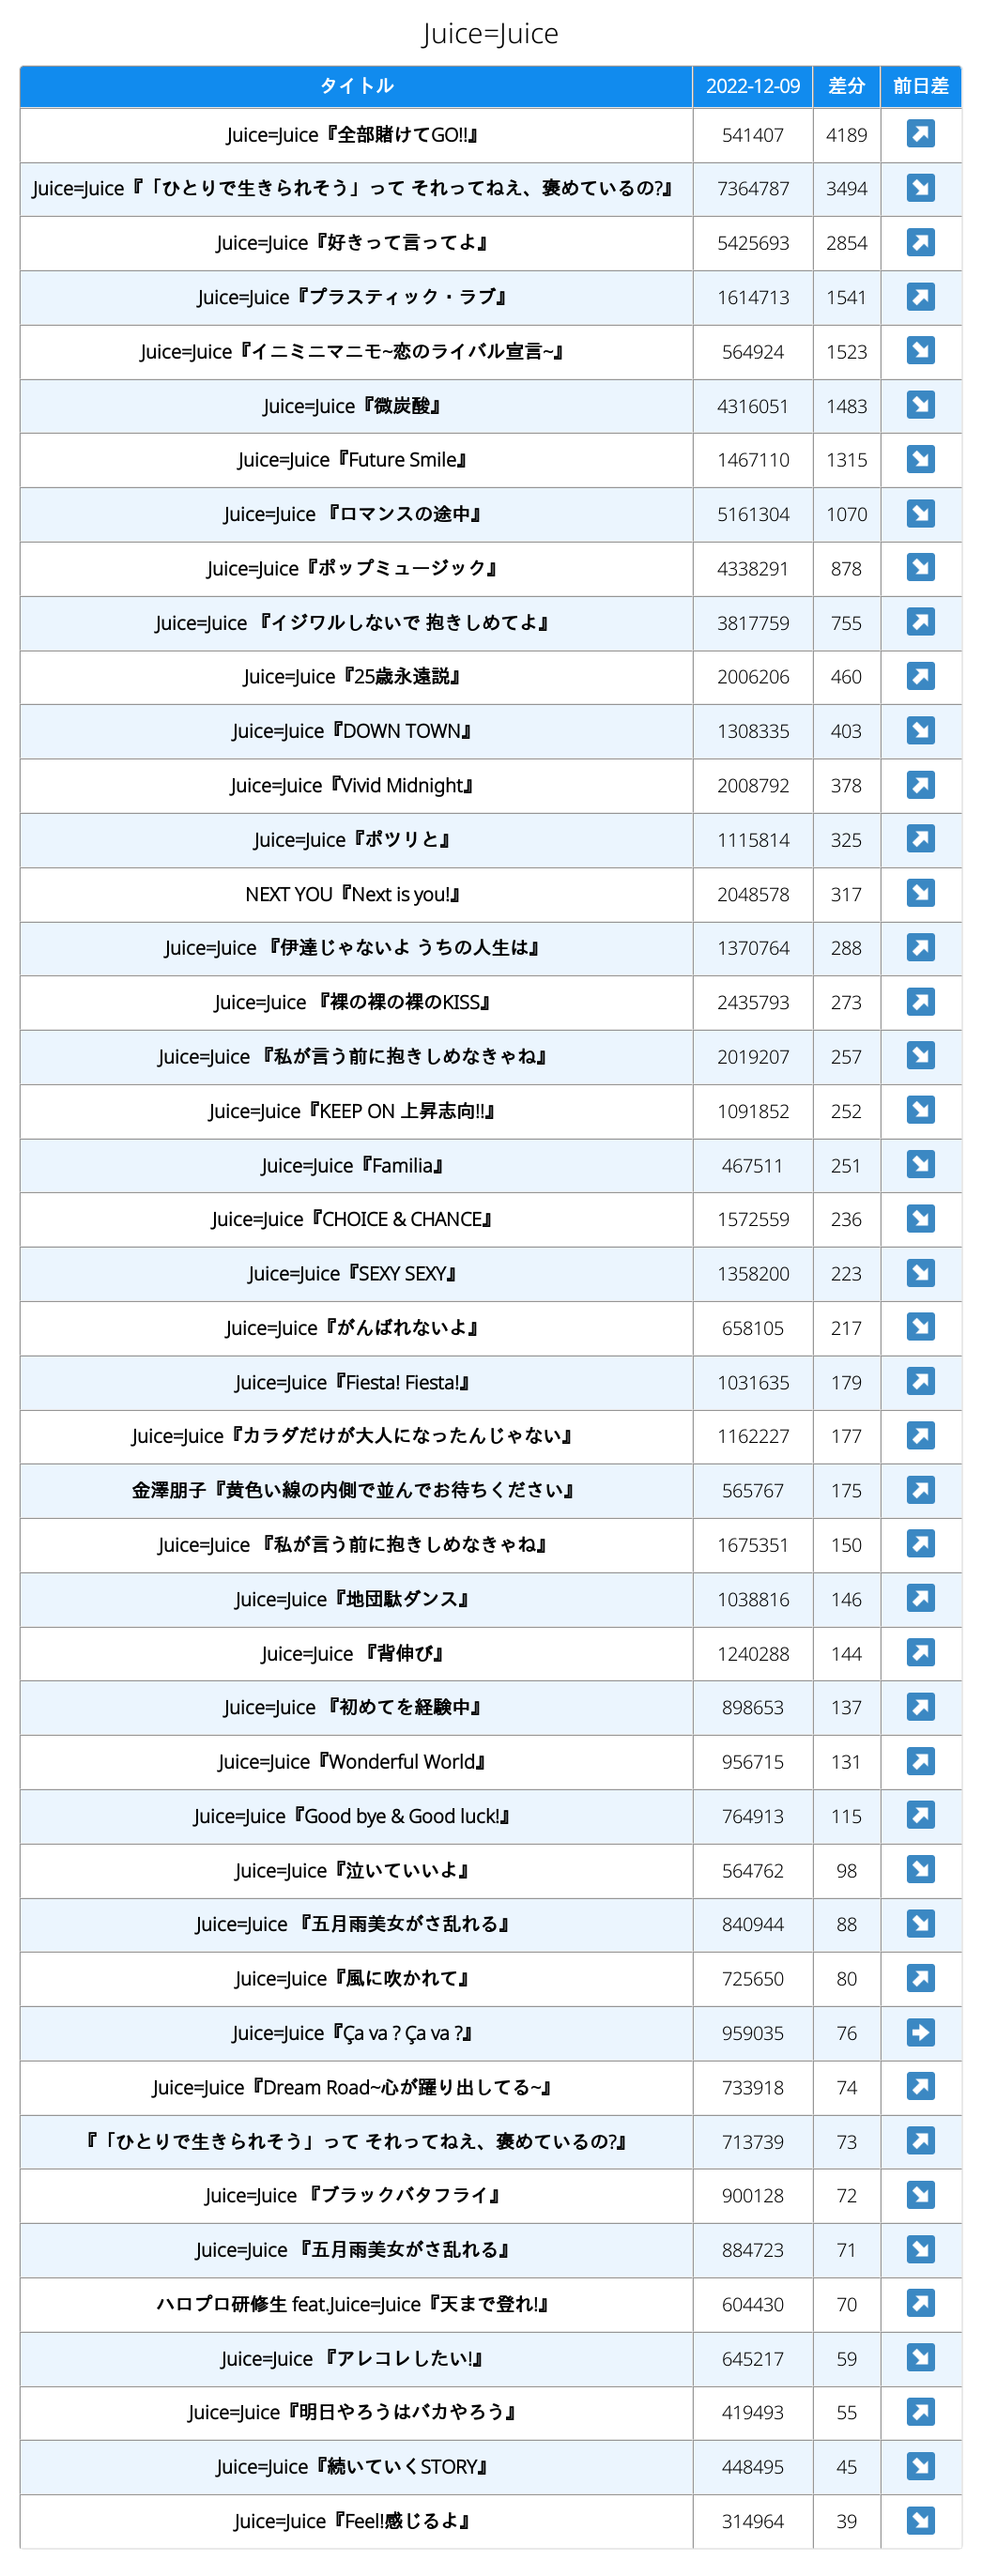 Juice=Juice
タイトル 2022-12-09 差分 前日差
Juice=Juice『全部賭けてGO!!』 541407 4189 ↗
Juice=Juice『「ひとりで生きられそう」って それってねえ、褒めているの?』 7364787 3494 ↘
Juice=Juice『好きって言ってよ』 5425693 2854 ↗
Juice=Juice『プラスティック・ラブ』 1614713 1541 ↗
Juice=Juice『イニミニマニモ~恋のライバル宣言~』 564924 1523 ↘
Juice=Juice『微炭酸』 4316051 1483 ↘
Juice=Juice『Future Smile』 1467110 1315 ↘
Juice=Juice 『ロマンスの途中』 5161304 1070 ↘
Juice=Juice『ポップミュージック』 4338291 878 ↘
Juice=Juice 『イジワルしないで 抱きしめてよ』 3817759 755 ↗
Juice=Juice『25歳永遠説』 2006206 460 ↗
Juice=Juice『DOWN TOWN』 1308335 403 ↘
Juice=Juice『Vivid Midnight』 2008792 378 ↗
Juice=Juice『ポツリと』 1115814 325 ↗
NEXT YOU『Next is you!』 2048578 317 ↘
Juice=Juice 『伊達じゃないよ うちの人生は』 1370764 288 ↗
Juice=Juice 『裸の裸の裸のKISS』 2435793 273 ↗
Juice=Juice 『私が言う前に抱きしめなきゃね』 2019207 257 ↘
Juice=Juice『KEEP ON 上昇志向!!』 1091852 252 ↘
Juice=Juice『Familia』 467511 251 ↘
Juice=Juice『CHOICE & CHANCE』 1572559 236 ↘
Juice=Juice『SEXY SEXY』 1358200 223 ↘
Juice=Juice『がんばれないよ』 658105 217 ↘
Juice=Juice『Fiesta! Fiesta!』 1031635 179 ↗
Juice=Juice『カラダだけが大人になったんじゃない』 1162227 177 ↗
金澤朋子『黄色い線の内側で並んでお待ちください』 565767 175 ↗
Juice=Juice 『私が言う前に抱きしめなきゃね』 1675351 150 ↗
Juice=Juice『地団駄ダンス』 1038816 146 ↗
Juice=Juice 『背伸び』 1240288 144 ↗
Juice=Juice 『初めてを経験中』 898653 137 ↗
Juice=Juice『Wonderful World』 956715 131 ↗
Juice=Juice『Good bye & Good luck!』 764913 115 ↗
Juice=Juice『泣いていいよ』 564762 98 ↘
Juice=Juice 『五月雨美女がさ乱れる』 840944 88 ↘
Juice=Juice『風に吹かれて』 725650 80 ↗
Juice=Juice『Ça va ? Ça va ?』 959035 76 →
Juice=Juice『Dream Road~心が躍り出してる~』 733918 74 ↗
『「ひとりで生きられそう」って それってねえ、褒めているの?』 713739 73 ↗
Juice=Juice 『ブラックバタフライ』 900128 72 ↘
Juice=Juice 『五月雨美女がさ乱れる』 884723 71 ↘
ハロプロ研修生 feat.Juice=Juice『天まで登れ!』 604430 70 ↗
Juice=Juice 『アレコレしたい!』 645217 59 ↘
Juice=Juice『明日やろうはバカやろう』 419493 55 ↗
Juice=Juice『続いていくSTORY』 448495 45 ↘
Juice=Juice『Feel!感じるよ』 314964 39 ↘